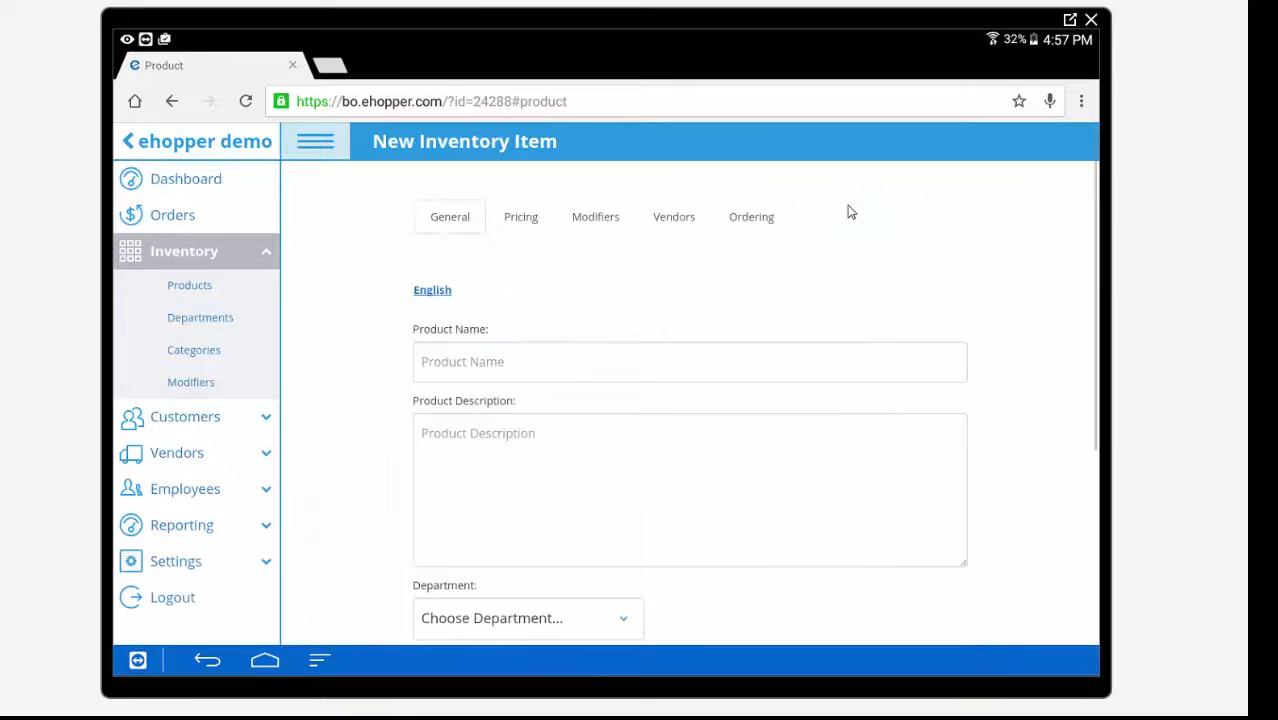 32% 4:57 PM
Product
https://bo.ehopper.com/?id=24288#product
ehopper demo
New Inventory Item
Dashboard
Orders
Inventory
Products
Departments
Categories
Modifiers
Customers
Vendors
Employees
Reporting
Settings
Logout
General Pricing Modifiers Vendors Ordering
English
Product Name:
Product Name
Product Description:
Product Description
Department:
Choose Department...